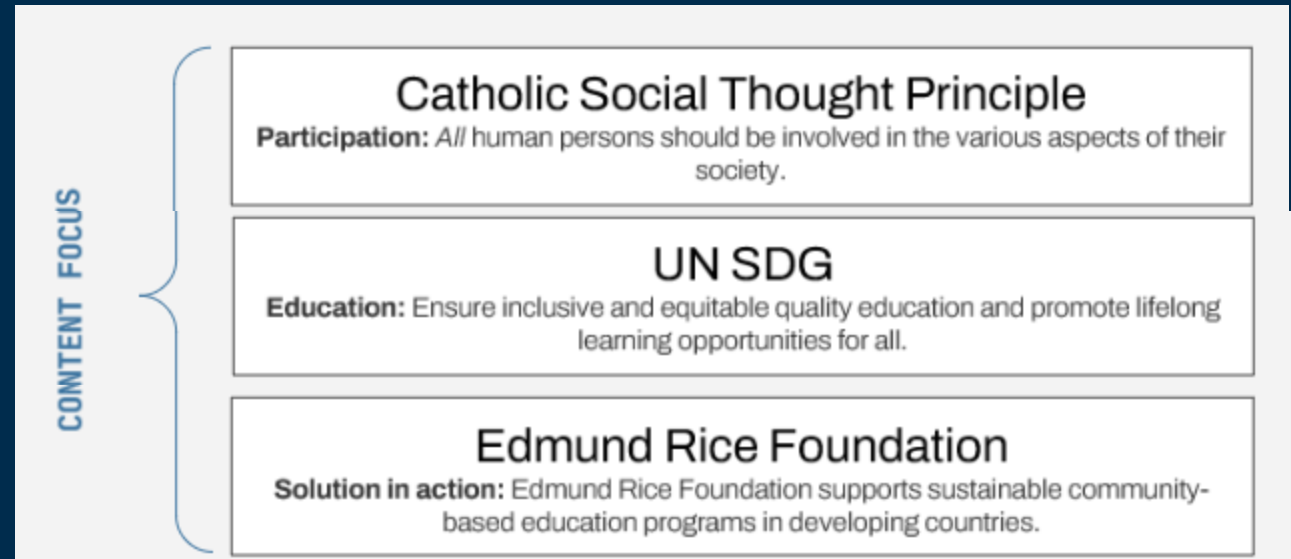 CONTENT FOCUS
Catholic Social Thought Principle
Participation: All human persons should be involved in the various aspects of their
society.
UN SDG
Education: Ensure inclusive and equitable quality education and promote lifelong
learning opportunities for all.
Edmund Rice Foundation
Solution in action: Edmund Rice Foundation supports sustainable community-
based education programs in developing countries.